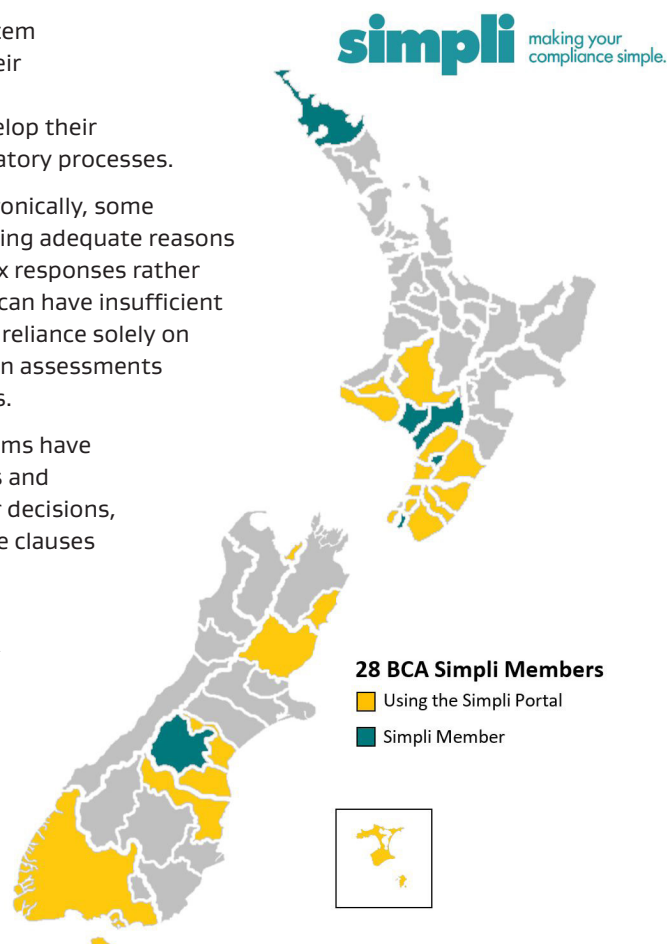 simpli
making your
compliance simple.
tem
eir
elop their
atory processes.
ronically, some
ing adequate reasons
x responses rather
can have insufficient
reliance solely on
n assessments
s.
ms have
s and
r decisions,
e clauses
28 BCA Simpli Members
Using the Simpli Portal
Simpli Member